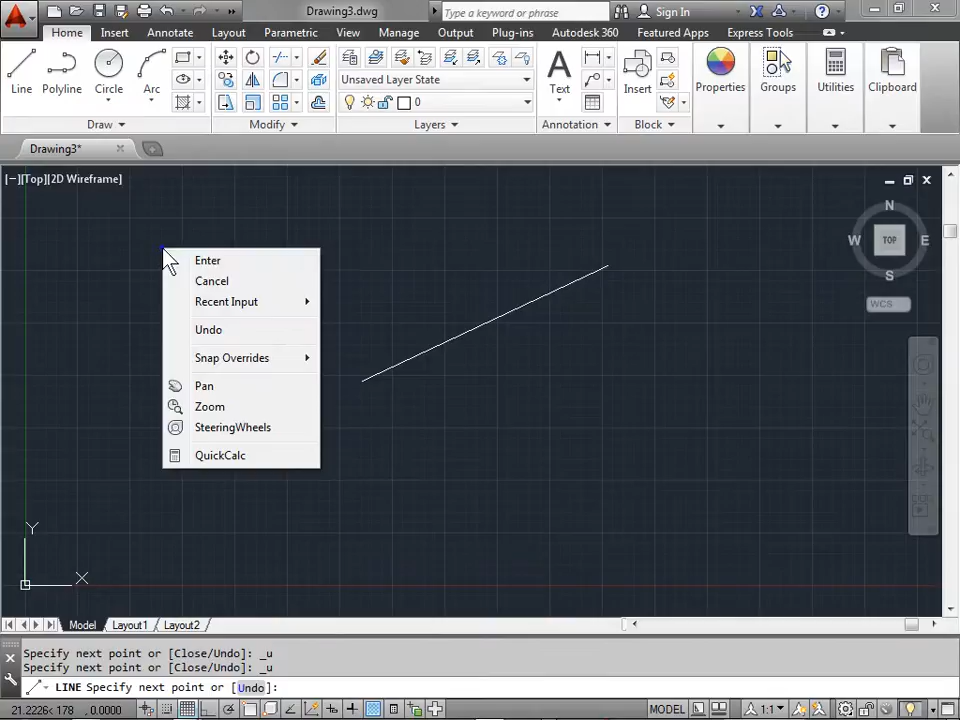 Drawing3.dwg
Type a keyword or phrase
Sign In
Home
Insert
Annotate
Layout
Parametric
View
Manage
Output
Plug-ins
Autodesk 360
Featured Apps
Express Tools
Line
Polyline
Circle
Arc
Draw
Modify
Unsaved Layer State
0
Layers
Text
Annotation
Insert
Block
Properties
Groups
Utilities
Clipboard
Drawing3*
[−][Top][2D Wireframe]
N
W
TOP
E
S
WCS
Enter
Cancel
Recent Input
Undo
Snap Overrides
Pan
Zoom
SteeringWheels
QuickCalc
Y
X
Model
Layout1
Layout2
Specify next point or [Close/Undo]: _u
Specify next point or [Close/Undo]: _u
LINE Specify next point or [Undo]:
21.2226< 178 , 0.0000
MODEL
1:1